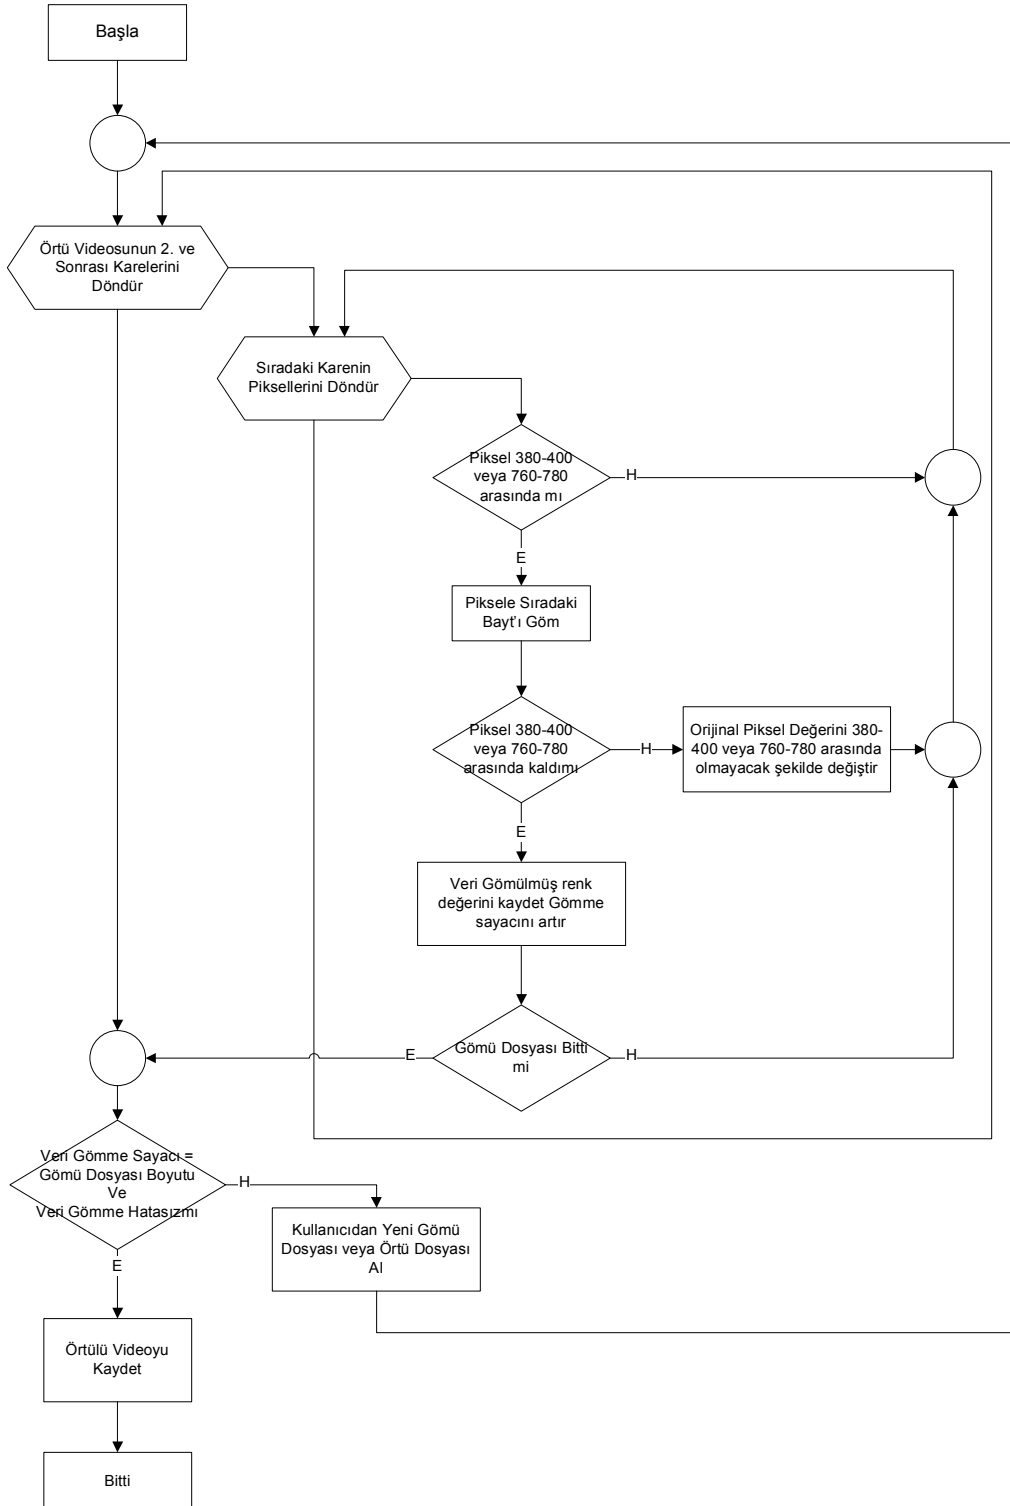 Başla
Örtü Videosunun 2. ve
Sonrası Karelerini
Döndür
Sıradaki Karenin
Piksellerini Döndür
Piksel 380-400
veya 760-780
arasında mı
H
E
Piksele Sıradaki
Bayt'ı Göm
Piksel 380-400
veya 760-780
arasında kaldımı
H
Orijinal Piksel Değerini 380-
400 veya 760-780 arasında
olmayacak şekilde değiştir
E
Veri Gömülmüş renk
değerini kaydet Gömme
sayacını artır
Gömü Dosyası Bitti
mi
E
H
Veri Gömme Sayacı =
Gömü Dosyası Boyutu
Ve
Veri Gömme Hatasızmı
H
Kullanıcıdan Yeni Gömü
Dosyası veya Örtü Dosyası
Al
E
Örtülü Videoyu
Kaydet
Bitti